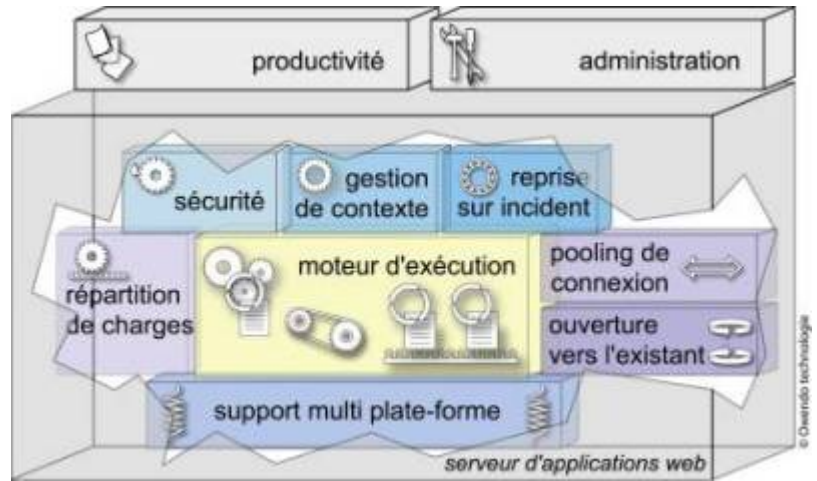 productivité
administration
sécurité
gestion
de contexte
reprise
sur incident
répartition
de charges
moteur d'exécution
pooling de
connexion
ouverture
vers l'existant
support multi plate-forme
serveur d'applications web
© Owendo technologie